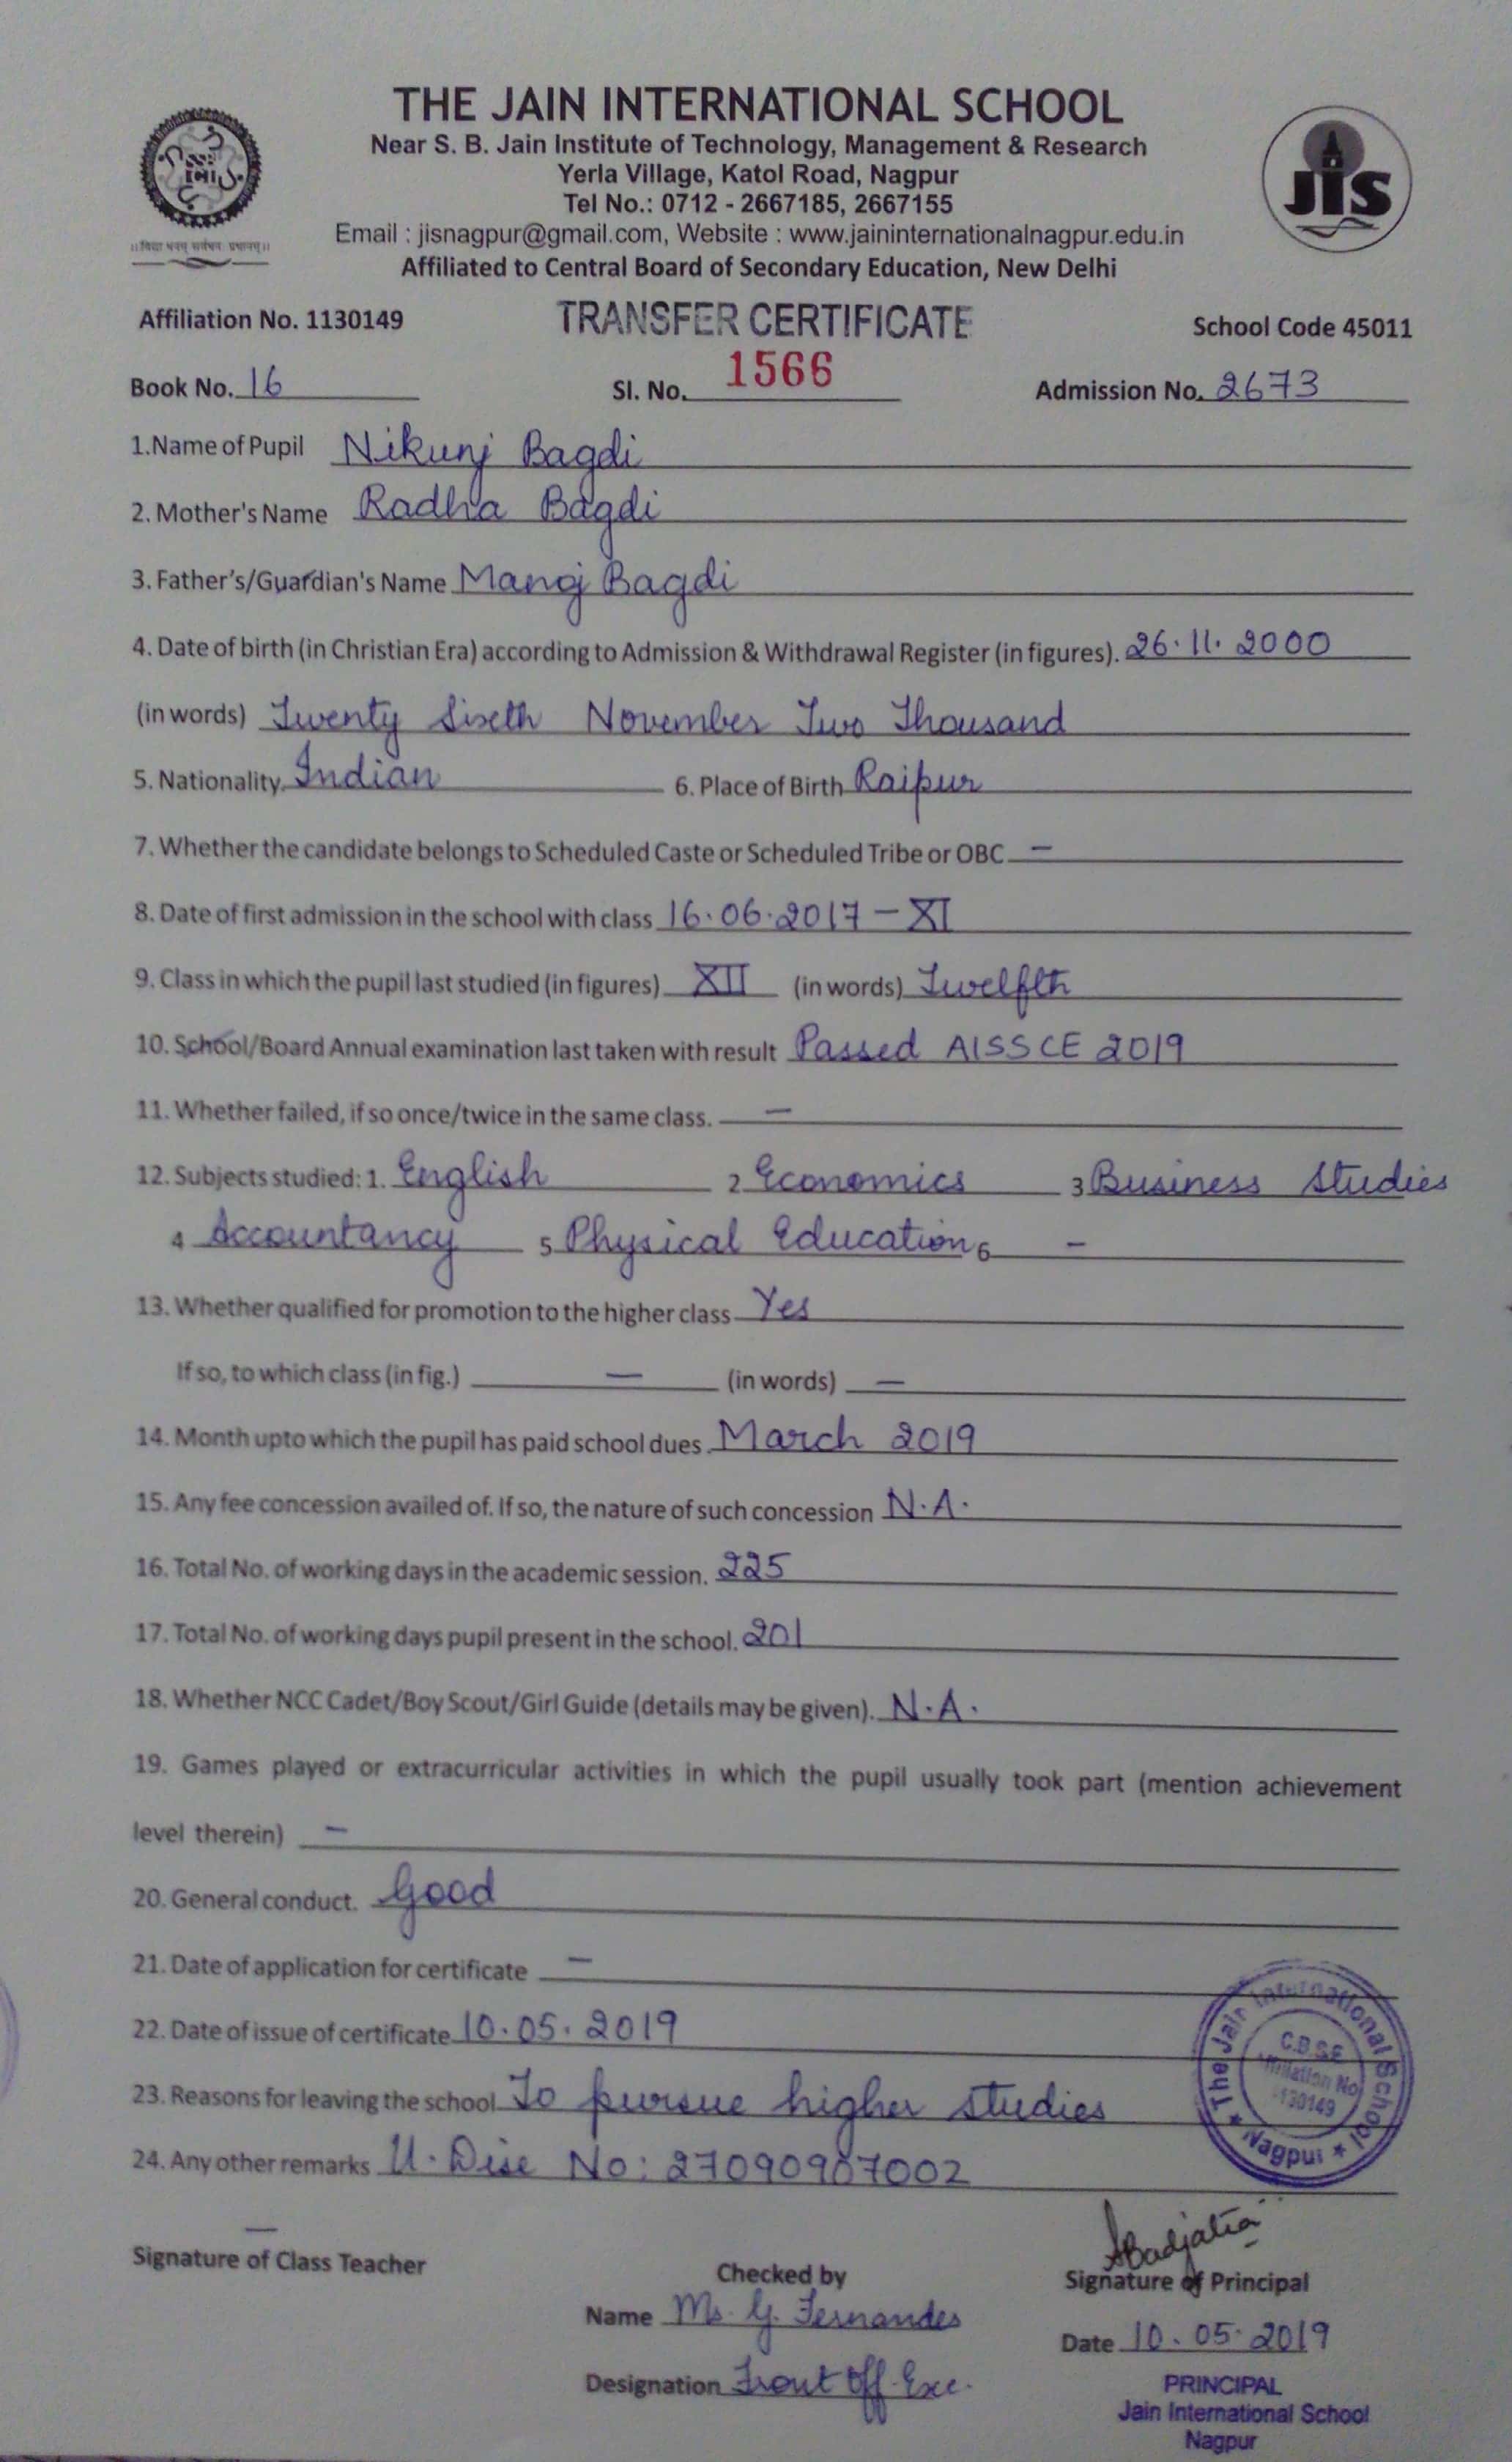 THE JAIN INTERNATIONAL SCHOOL
Near S. B. Jain Institute of Technology, Management & Research
Yerla Village, Katol Road, Nagpur
Tel No.: 0712 - 2667185, 2667155
Email : jisnagpur@gmail.com, Website : www.jaininternationalnagpur.edu.in
Affiliated to Central Board of Secondary Education, New Delhi
JIS
Affiliation No. 1130149 TRANSFER CERTIFICATE School Code 45011
Book No. 16 Sl. No. 1566 Admission No. 2673
1.Name of Pupil Nikunj Bagdi
2. Mother's Name Radha Bagdi
3. Father's/Guardian's Name Manoj Bagdi
4. Date of birth (in Christian Era) according to Admission & Withdrawal Register (in figures). 26.11.2000
(in words) Twenty Sixth November Two Thousand
5. Nationality Indian 6. Place of Birth Raipur
7. Whether the candidate belongs to Scheduled Caste or Scheduled Tribe or OBC –
8. Date of first admission in the school with class 16.06.2017 – XI
9. Class in which the pupil last studied (in figures) XII (in words) Twelfth
10. School/Board Annual examination last taken with result Passed AISSCE 2019
11. Whether failed, if so once/twice in the same class. –
12. Subjects studied: 1. English 2 Economics 3 Business Studies
4 Accountancy 5 Physical Education 6 –
13. Whether qualified for promotion to the higher class Yes
If so, to which class (in fig.) – (in words) –
14. Month upto which the pupil has paid school dues March 2019
15. Any fee concession availed of. If so, the nature of such concession N.A.
16. Total No. of working days in the academic session. 225
17. Total No. of working days pupil present in the school. 201
18. Whether NCC Cadet/Boy Scout/Girl Guide (details may be given). N.A.
19. Games played or extracurricular activities in which the pupil usually took part (mention achievement
level therein) –
20. General conduct. Good
21. Date of application for certificate –
22. Date of issue of certificate 10.05.2019
23. Reasons for leaving the school To pursue higher studies
24. Any other remarks U. Dise No: 27090907002
The Jain International School
C.B.S.E
Nagpur
Signature of Class Teacher Checked by Signature of Principal
Name Ms. G. Fernandes
Date 10.05.2019
Designation Front Off. Exe.
PRINCIPAL
Jain International School
Nagpur